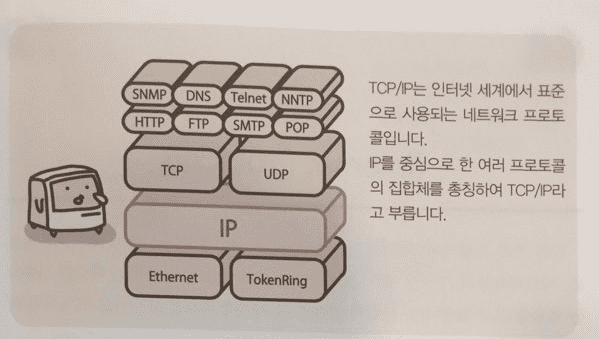 SNMP DNS Telnet NNTP
HTTP FTP SMTP POP
TCP UDP
IP
Ethernet TokenRing
TCP/IP는 인터넷 세계에서 표준
으로 사용되는 네트워크 프로토
콜입니다.
IP를 중심으로 한 여러 프로토콜
의 집합체를 총칭하여 TCP/IP라
고 부릅니다.